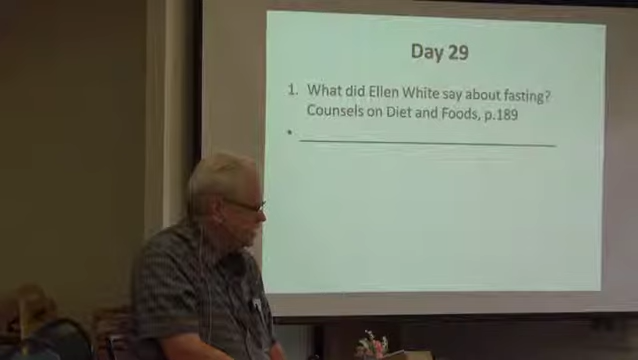 Day 29
1. What did Ellen White say about fasting?
Counsels on Diet and Foods, p.189